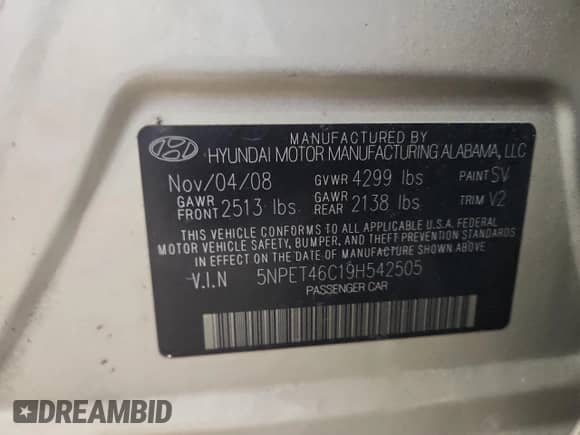 MANUFACTURED BY
HYUNDAI MOTOR MANUFACTURING ALABAMA, LLC
Nov/04/08 GVWR 4299 lbs PAINT SV
GAWR FRONT 2513 lbs GAWR REAR 2138 lbs TRIM V2
THIS VEHICLE CONFORMS TO ALL APPLICABLE U.S.A. FEDERAL
MOTOR VEHICLE SAFETY, BUMPER, AND THEFT PREVENTION STANDARDS
IN EFFECT ON THE DATE OF MANUFACTURE SHOWN ABOVE.
V.I.N 5NPET46C19H542505
PASSENGER CAR
DREAMBID